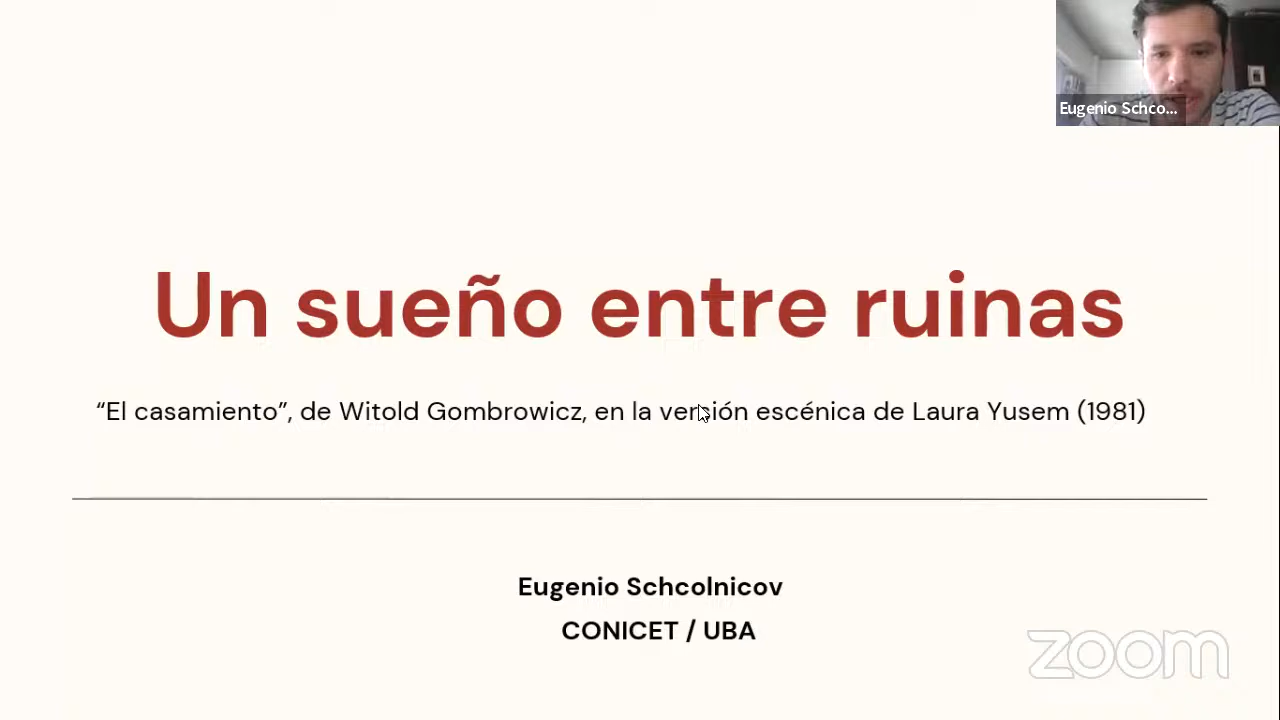 Eugenio Schco...
Un sueño entre ruinas
“El casamiento”, de Witold Gombrowicz, en la versión escénica de Laura Yusem (1981)
Eugenio Schcolnicov
CONICET / UBA
zoom